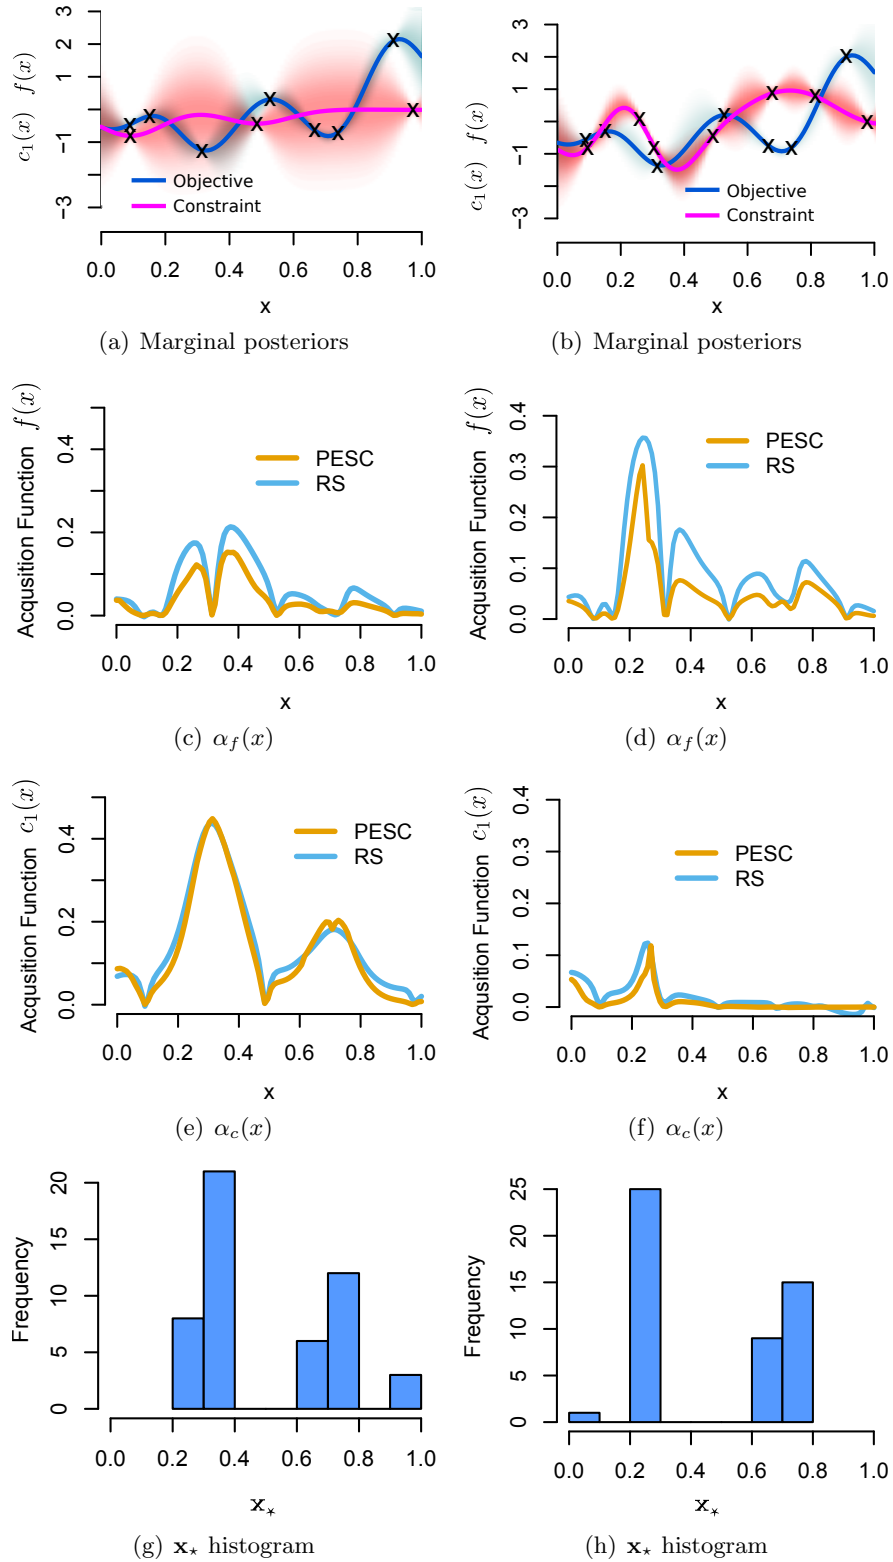 c₁(x) f(x)
3
1
−1
−3
Objective
Constraint
0.0 0.2 0.4 0.6 0.8 1.0
x
(a) Marginal posteriors
c₁(x) f(x)
3
1
−1
−3
Objective
Constraint
0.0 0.2 0.4 0.6 0.8 1.0
x
(b) Marginal posteriors
Acqusition Function f(x)
0.4
0.2
0.0
PESC
RS
0.0 0.2 0.4 0.6 0.8 1.0
x
(c) α_f(x)
Acqusition Function f(x)
0.4
0.3
0.2
0.1
0.0
PESC
RS
0.0 0.2 0.4 0.6 0.8 1.0
x
(d) α_f(x)
Acqusition Function c₁(x)
0.4
0.2
0.0
PESC
RS
0.0 0.2 0.4 0.6 0.8 1.0
x
(e) α_c(x)
Acqusition Function c₁(x)
0.4
0.3
0.2
0.1
0.0
PESC
RS
0.0 0.2 0.4 0.6 0.8 1.0
x
(f) α_c(x)
Frequency
20
15
10
5
0
0.0 0.2 0.4 0.6 0.8 1.0
x⋆
(g) x⋆ histogram
Frequency
25
15
5
0
0.0 0.2 0.4 0.6 0.8 1.0
x⋆
(h) x⋆ histogram